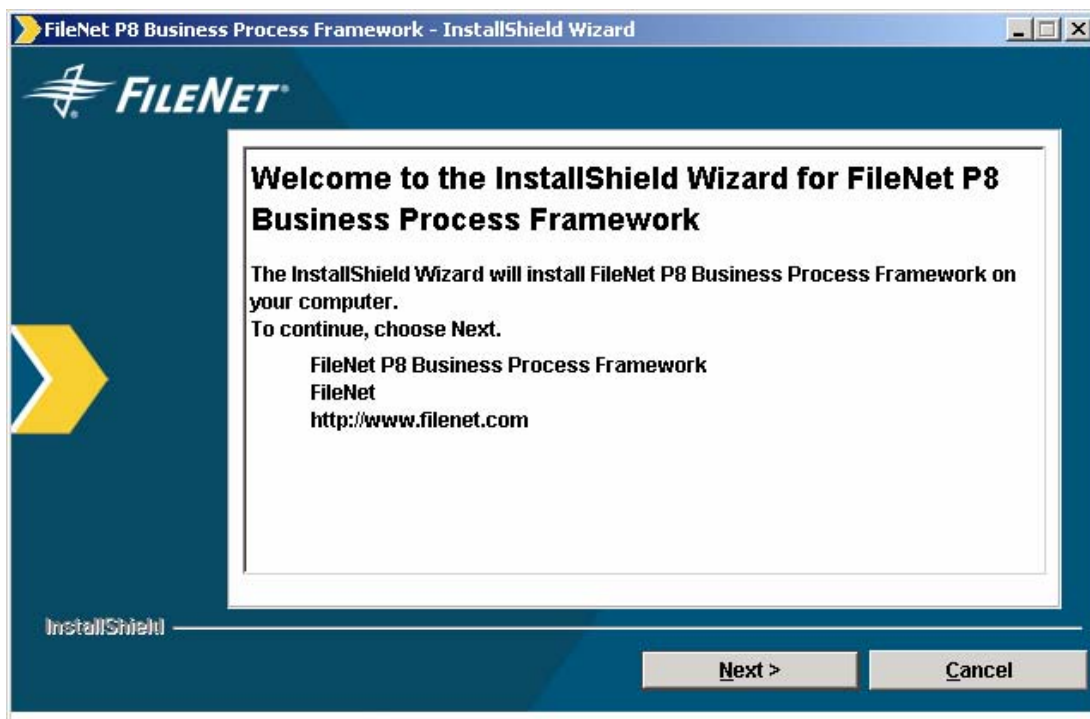 FileNet P8 Business Process Framework - InstallShield Wizard
FILENET®
Welcome to the InstallShield Wizard for FileNet P8
Business Process Framework
The InstallShield Wizard will install FileNet P8 Business Process Framework on
your computer.
To continue, choose Next.
FileNet P8 Business Process Framework
FileNet
http://www.filenet.com
InstallShield
Next >
Cancel